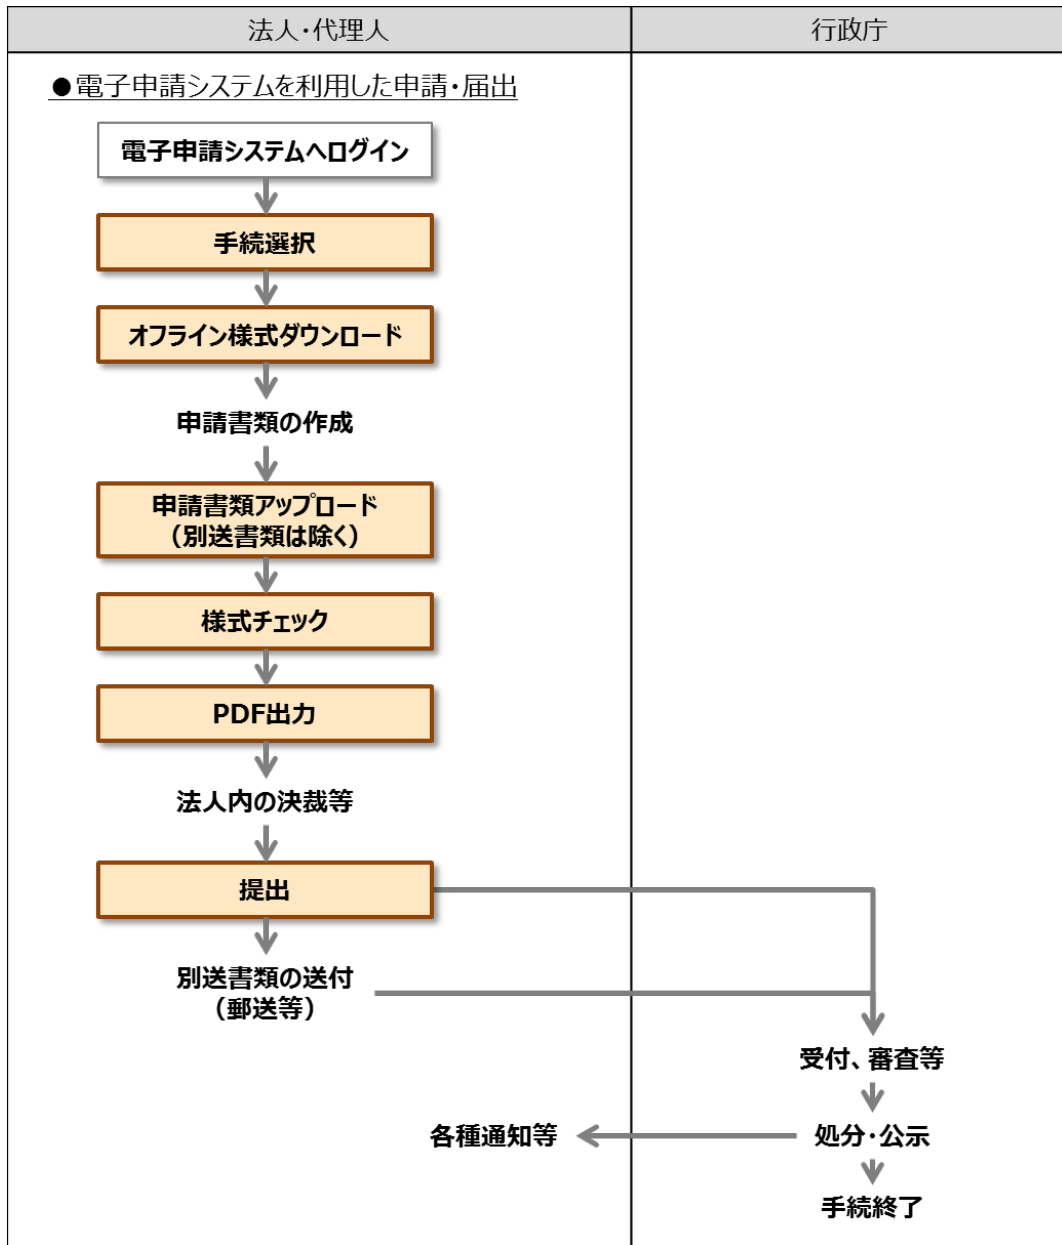 法人・代理人
行政庁
●電子申請システムを利用した申請・届出
電子申請システムへログイン
手続選択
オフライン様式ダウンロード
申請書類の作成
申請書類アップロード
（別送書類は除く）
様式チェック
PDF出力
法人内の決裁等
提出
別送書類の送付
（郵送等）
受付、審査等
各種通知等
処分・公示
手続終了